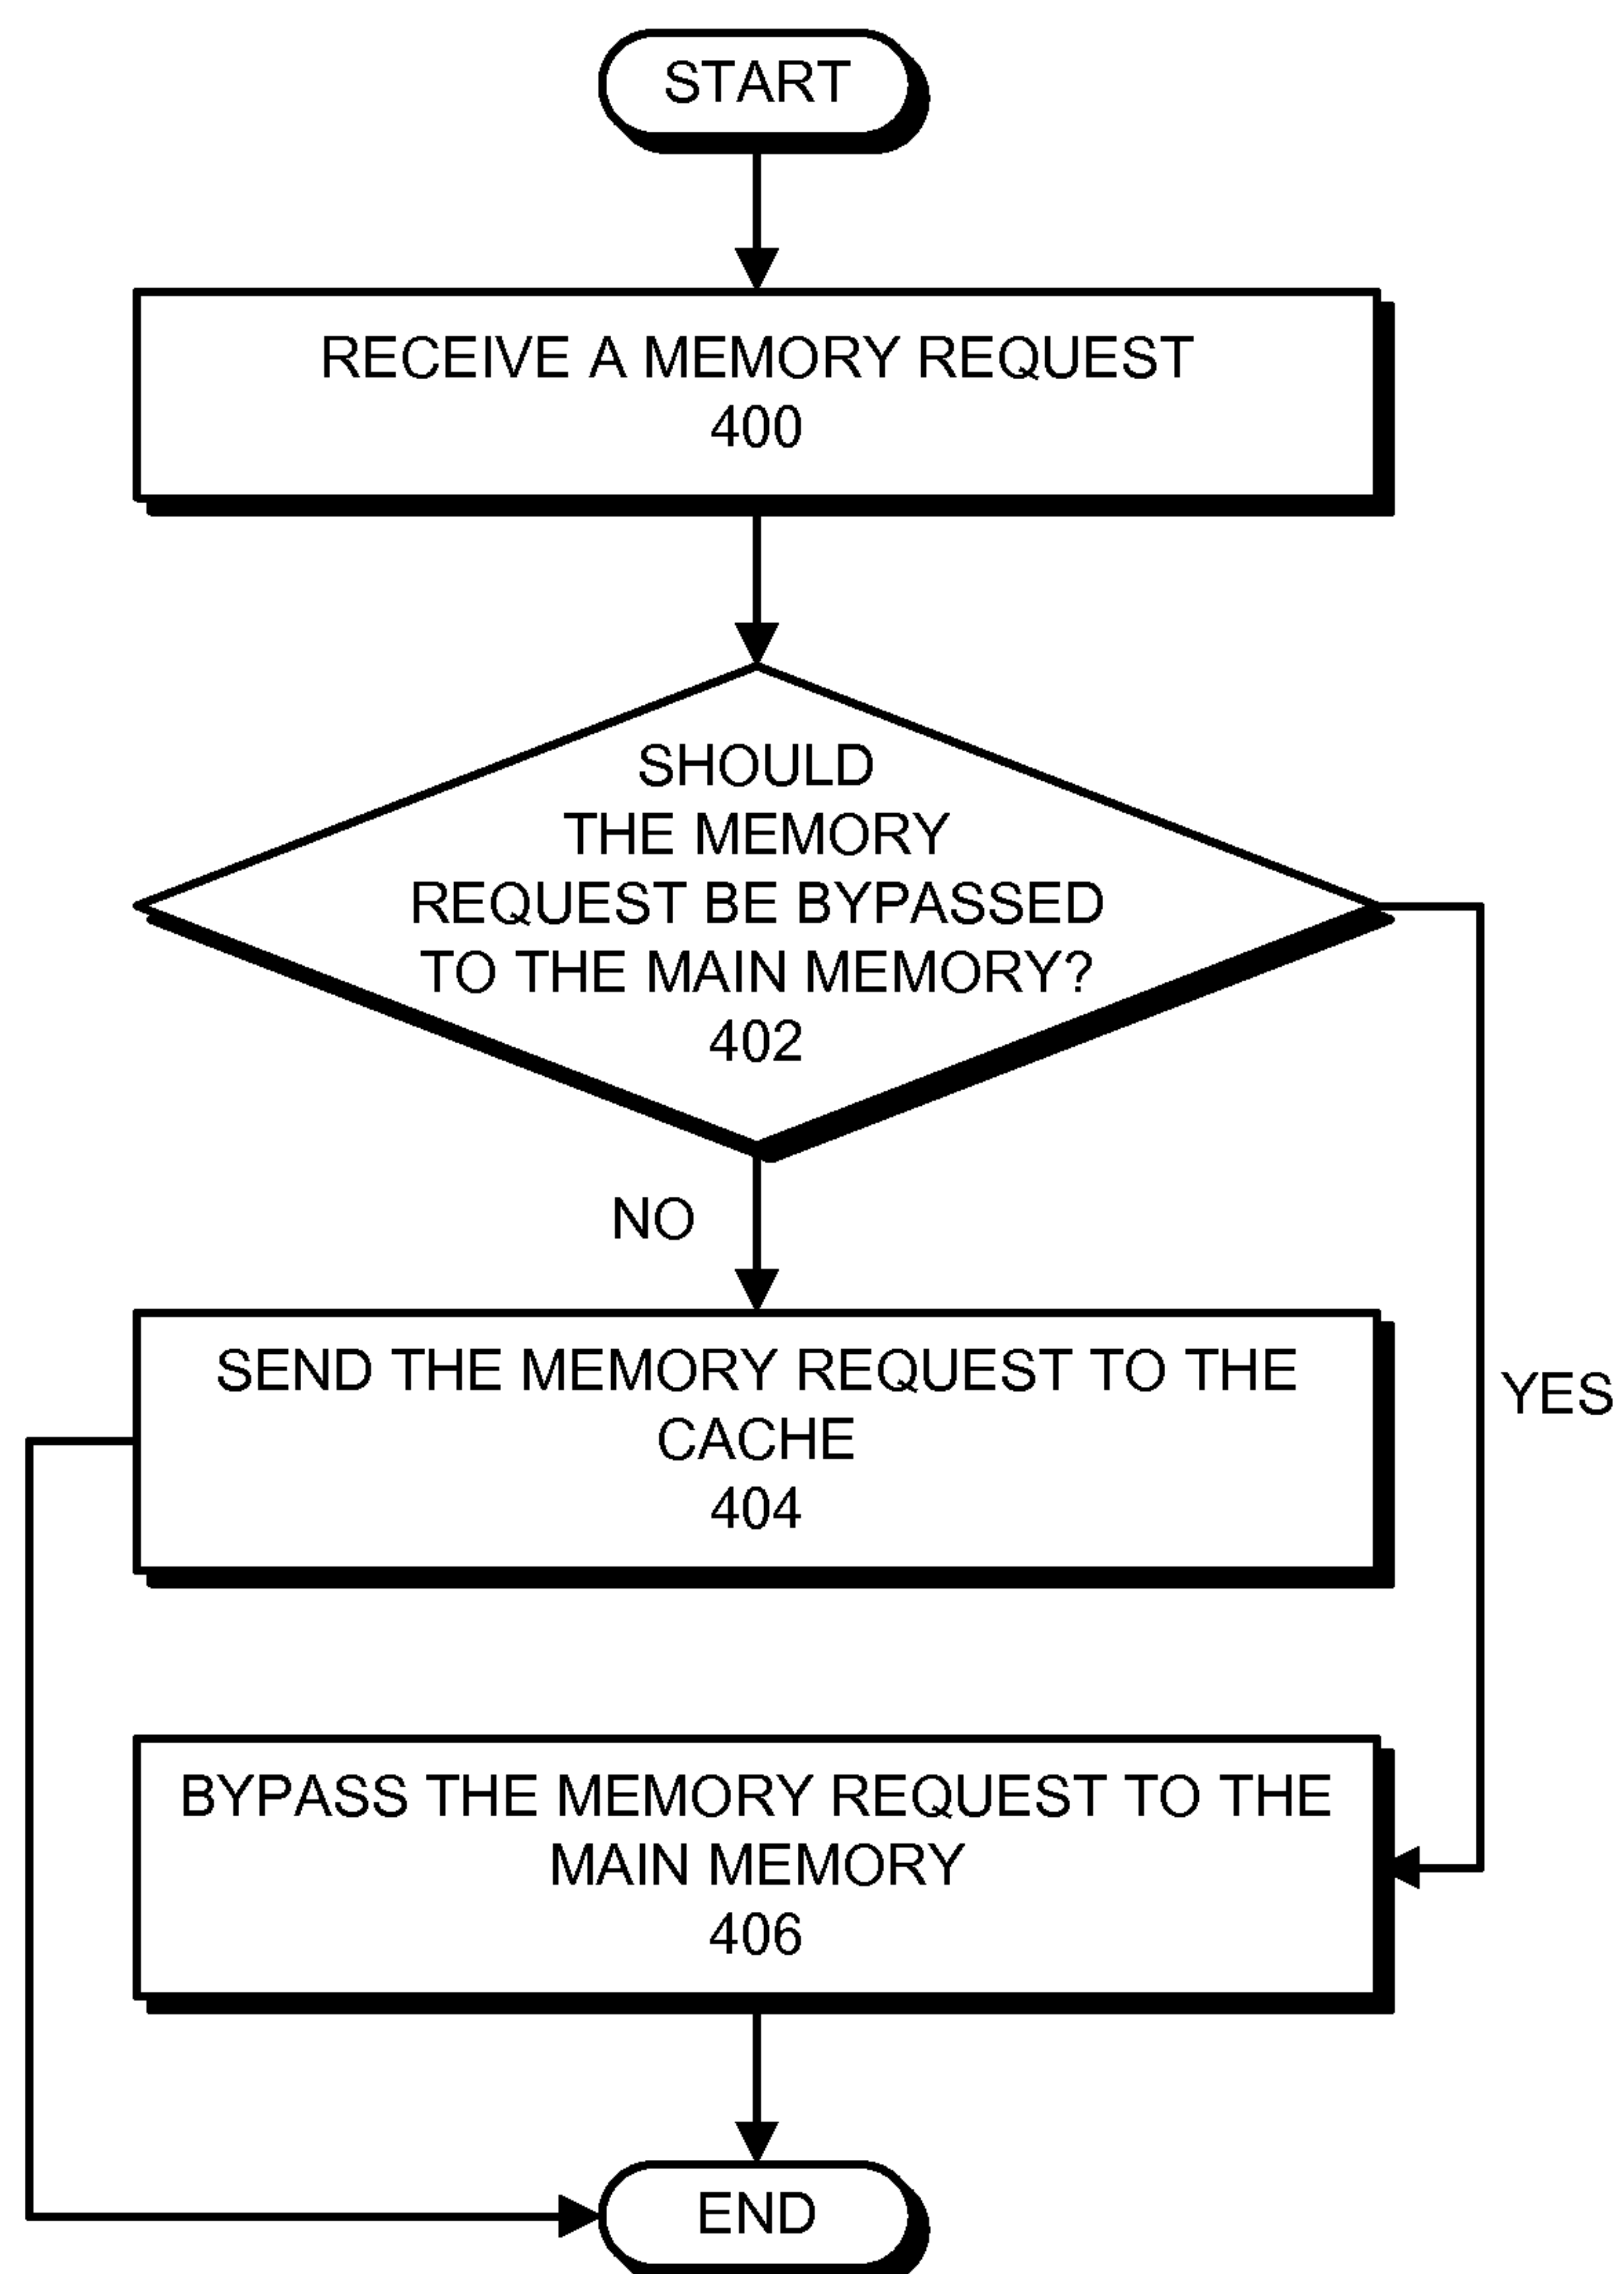 START
RECEIVE A MEMORY REQUEST
400
SHOULD
THE MEMORY
REQUEST BE BYPASSED
TO THE MAIN MEMORY?
402
NO
SEND THE MEMORY REQUEST TO THE
CACHE
404
YES
BYPASS THE MEMORY REQUEST TO THE
MAIN MEMORY
406
END